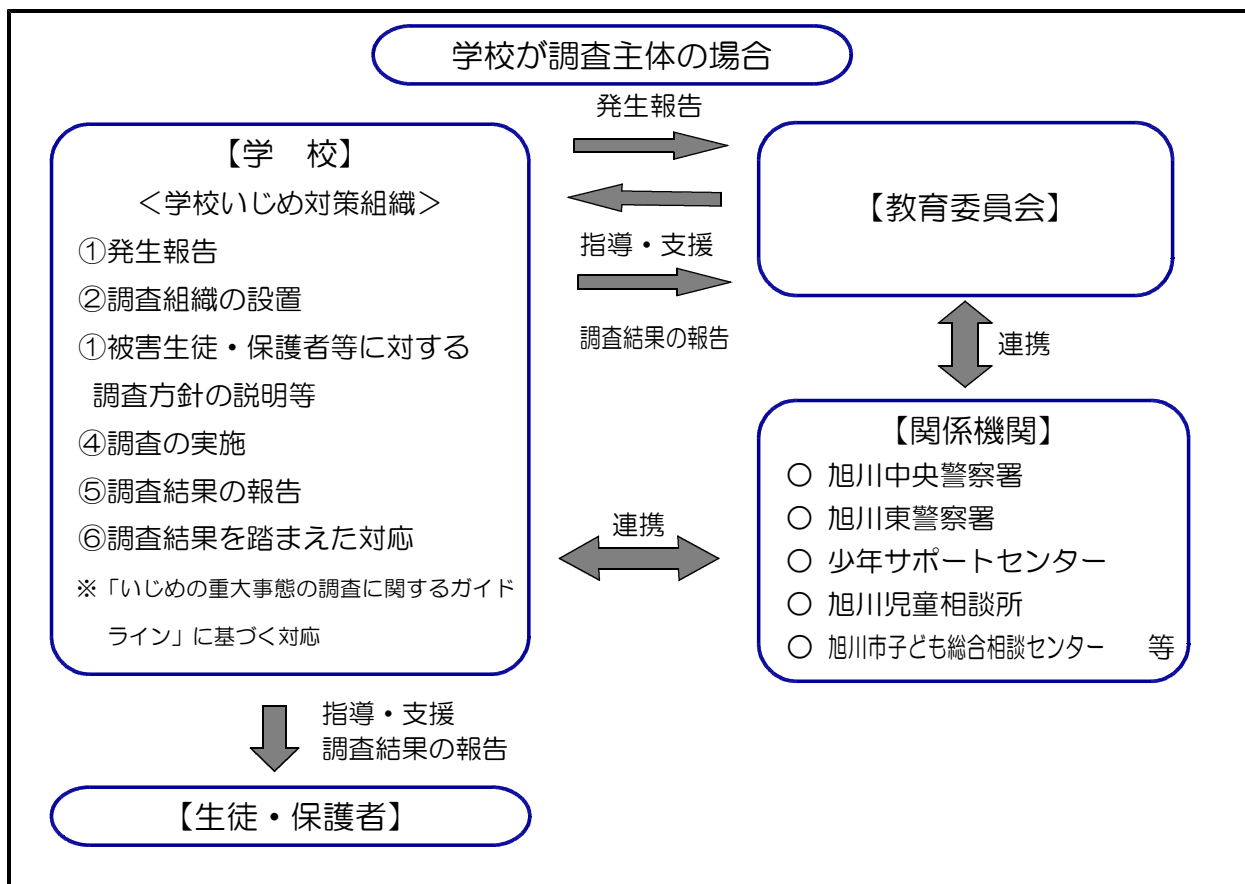 学校が調査主体の場合
発生報告
【学　校】
＜学校いじめ対策組織＞
①発生報告
②調査組織の設置
①被害生徒・保護者等に対する
調査方針の説明等
④調査の実施
⑤調査結果の報告
⑥調査結果を踏まえた対応
※「いじめの重大事態の調査に関するガイド
ライン」に基づく対応
指導・支援
調査結果の報告
【教育委員会】
連携
連携
【関係機関】
○ 旭川中央警察署
○ 旭川東警察署
○ 少年サポートセンター
○ 旭川児童相談所
○ 旭川市子ども総合相談センター　等
指導・支援
調査結果の報告
【生徒・保護者】